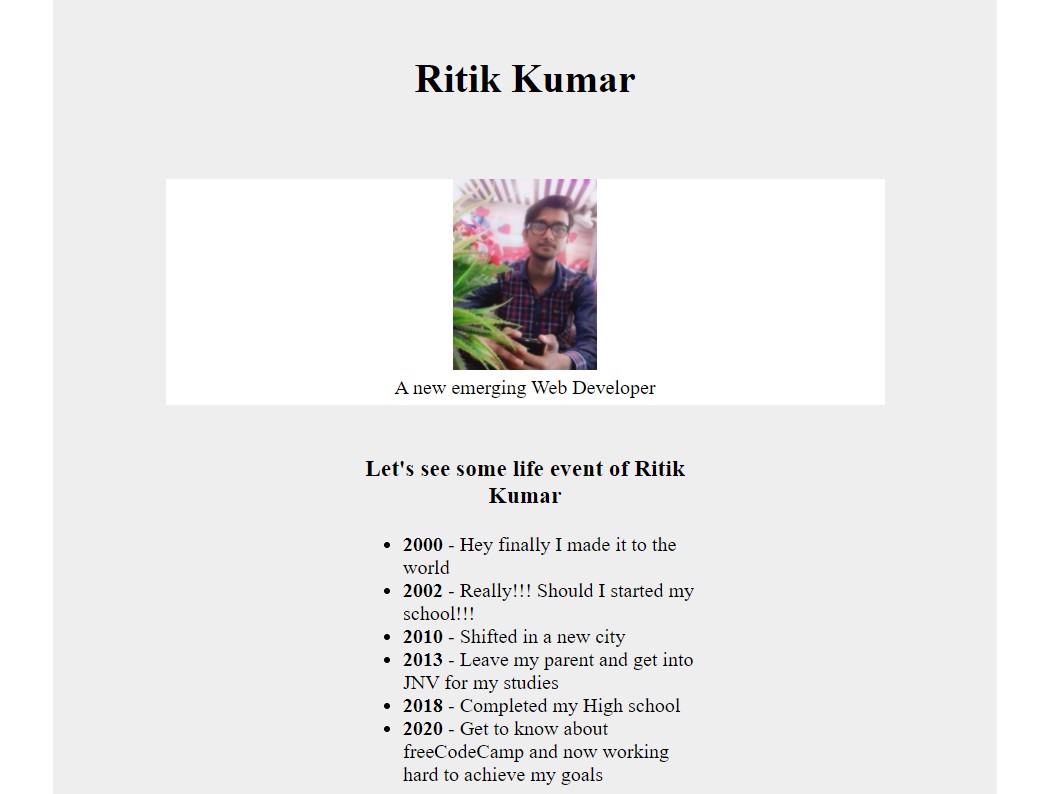 Ritik Kumar
A new emerging Web Developer
Let's see some life event of Ritik
Kumar
• 2000 - Hey finally I made it to the
world
• 2002 - Really!!! Should I started my
school!!!
• 2010 - Shifted in a new city
• 2013 - Leave my parent and get into
JNV for my studies
• 2018 - Completed my High school
• 2020 - Get to know about
freeCodeCamp and now working
hard to achieve my goals